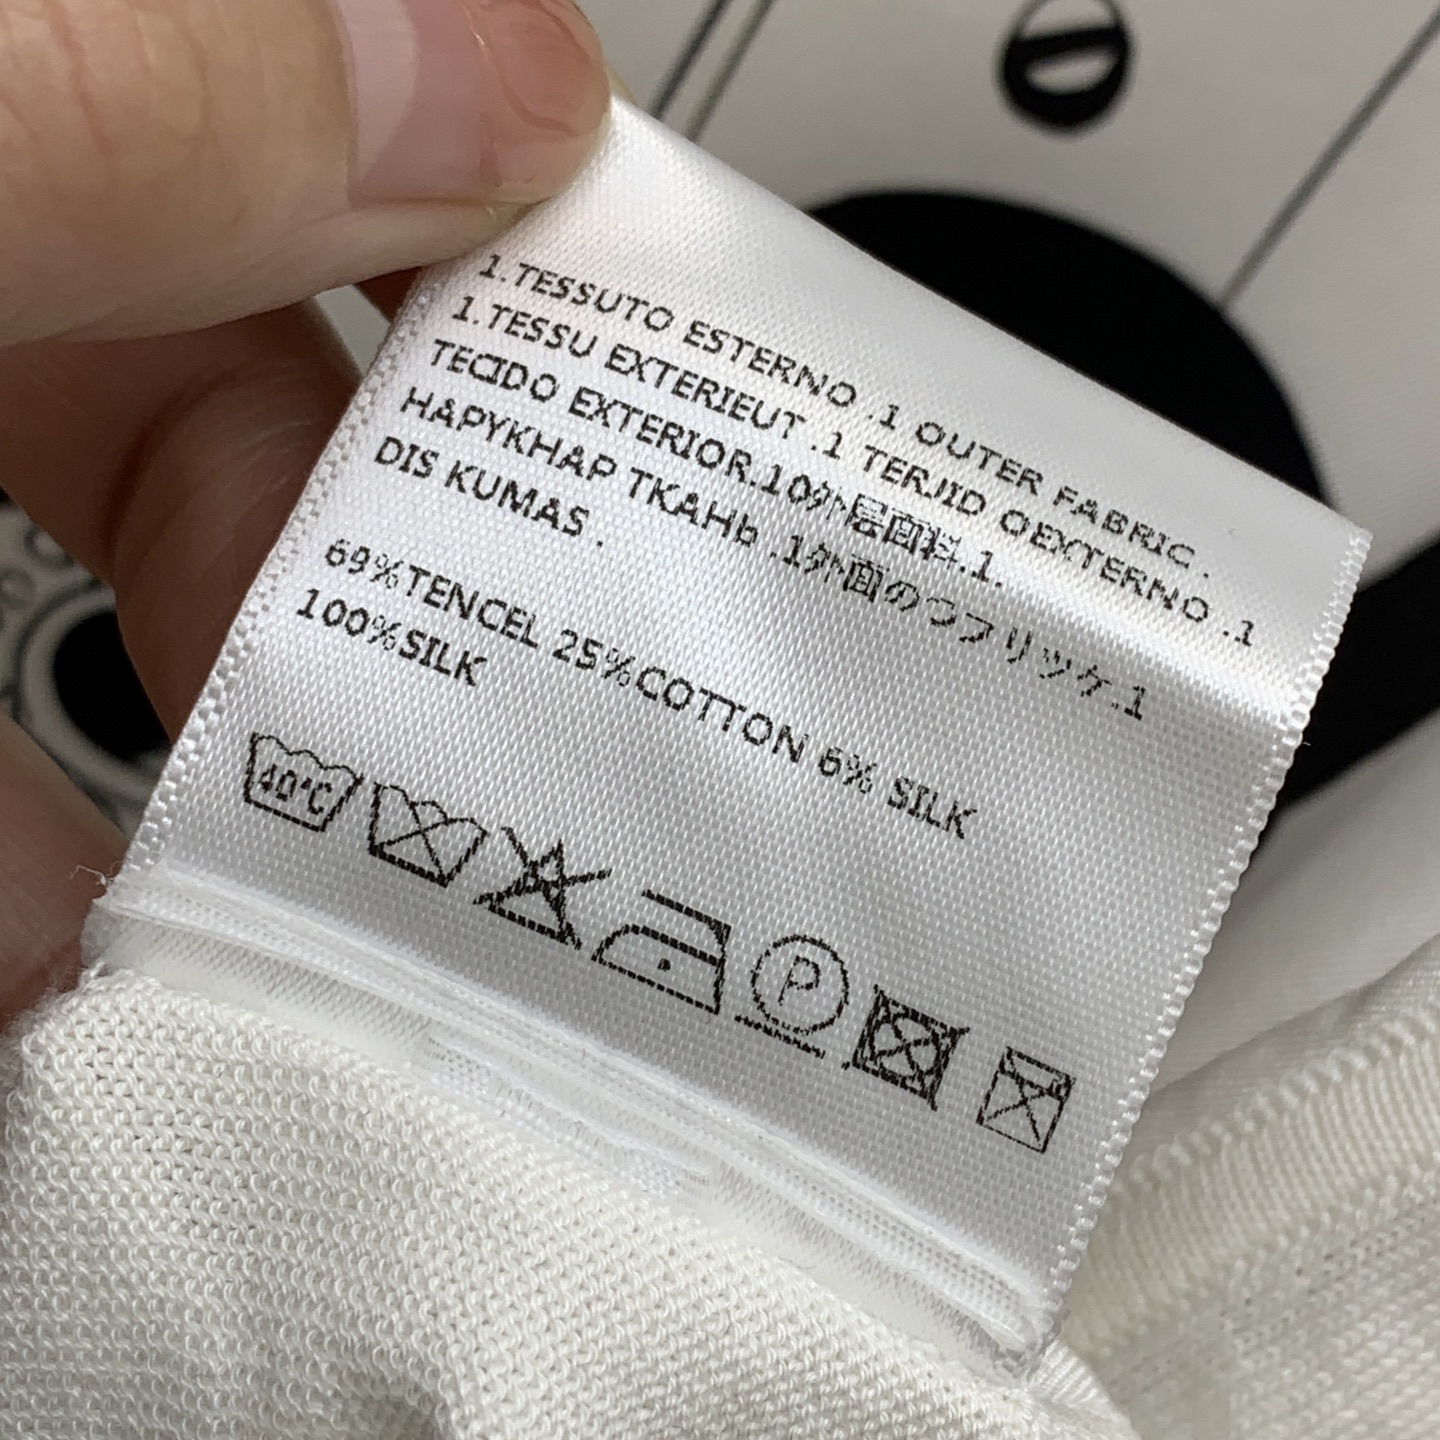 1.TESSUTO ESTERNO .1 OUTER FABRIC.
1.TESSU EXTERIEUT .1 TERJID OEXTERNO .1
TECIDO EXTERIOR.10外层面料.1.
HAPYKHAP ТКАНЬ .1外面のつフリッケ.1
DIS KUMAS .
69%TENCEL 25%COTTON 6% SILK
100%SILK
40°C
P